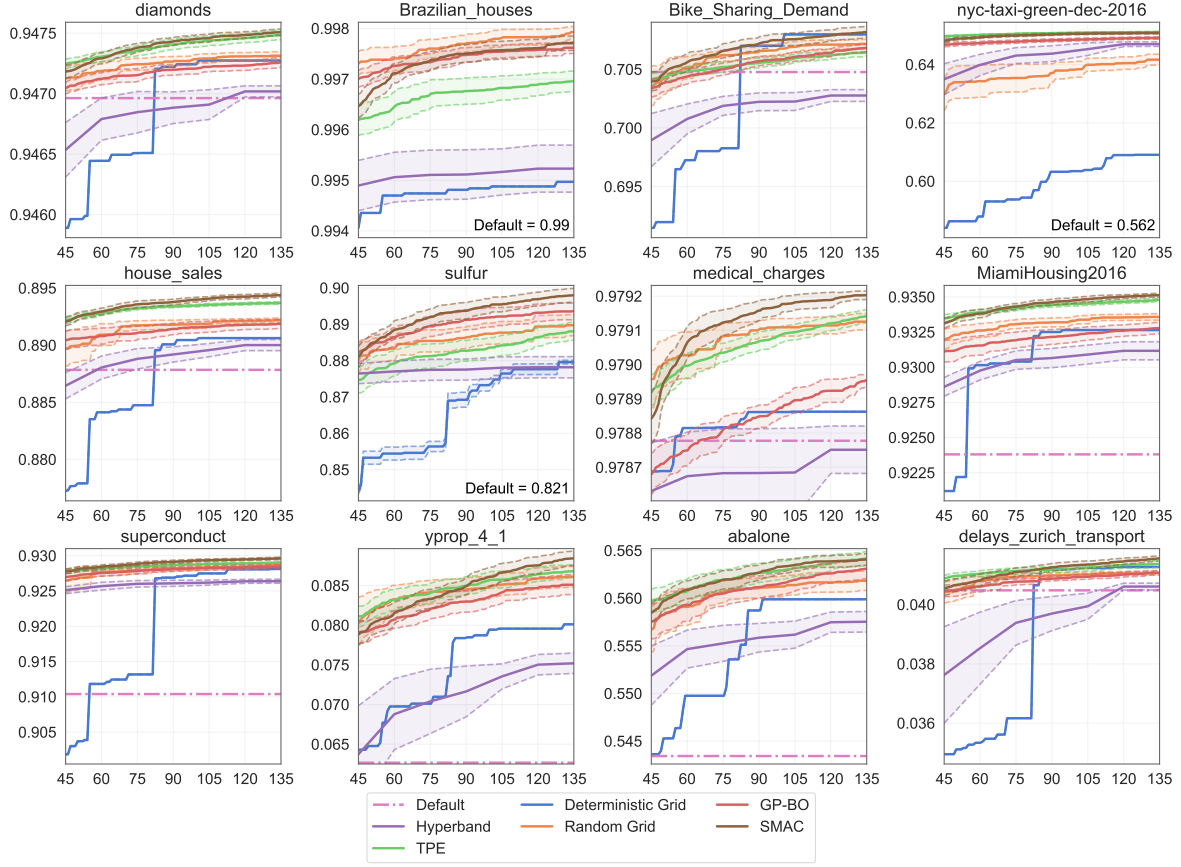 diamonds
0.9475
0.9470
0.9465
0.9460
45 60 75 90 105 120 135
Brazilian_houses
0.998
0.997
0.996
0.995
0.994
Default = 0.99
45 60 75 90 105 120 135
Bike_Sharing_Demand
0.705
0.700
0.695
45 60 75 90 105 120 135
nyc-taxi-green-dec-2016
0.64
0.62
0.60
Default = 0.562
45 60 75 90 105 120 135
house_sales
0.895
0.890
0.885
0.880
45 60 75 90 105 120 135
sulfur
0.90
0.89
0.88
0.87
0.86
0.85
Default = 0.821
45 60 75 90 105 120 135
medical_charges
0.9792
0.9791
0.9790
0.9789
0.9788
0.9787
45 60 75 90 105 120 135
MiamiHousing2016
0.9350
0.9325
0.9300
0.9275
0.9250
0.9225
45 60 75 90 105 120 135
superconduct
0.930
0.925
0.920
0.915
0.910
0.905
45 60 75 90 105 120 135
yprop_4_1
0.085
0.080
0.075
0.070
0.065
45 60 75 90 105 120 135
abalone
0.565
0.560
0.555
0.550
0.545
45 60 75 90 105 120 135
delays_zurich_transport
0.040
0.038
0.036
45 60 75 90 105 120 135
Default
Hyperband
TPE
Deterministic Grid
Random Grid
GP-BO
SMAC